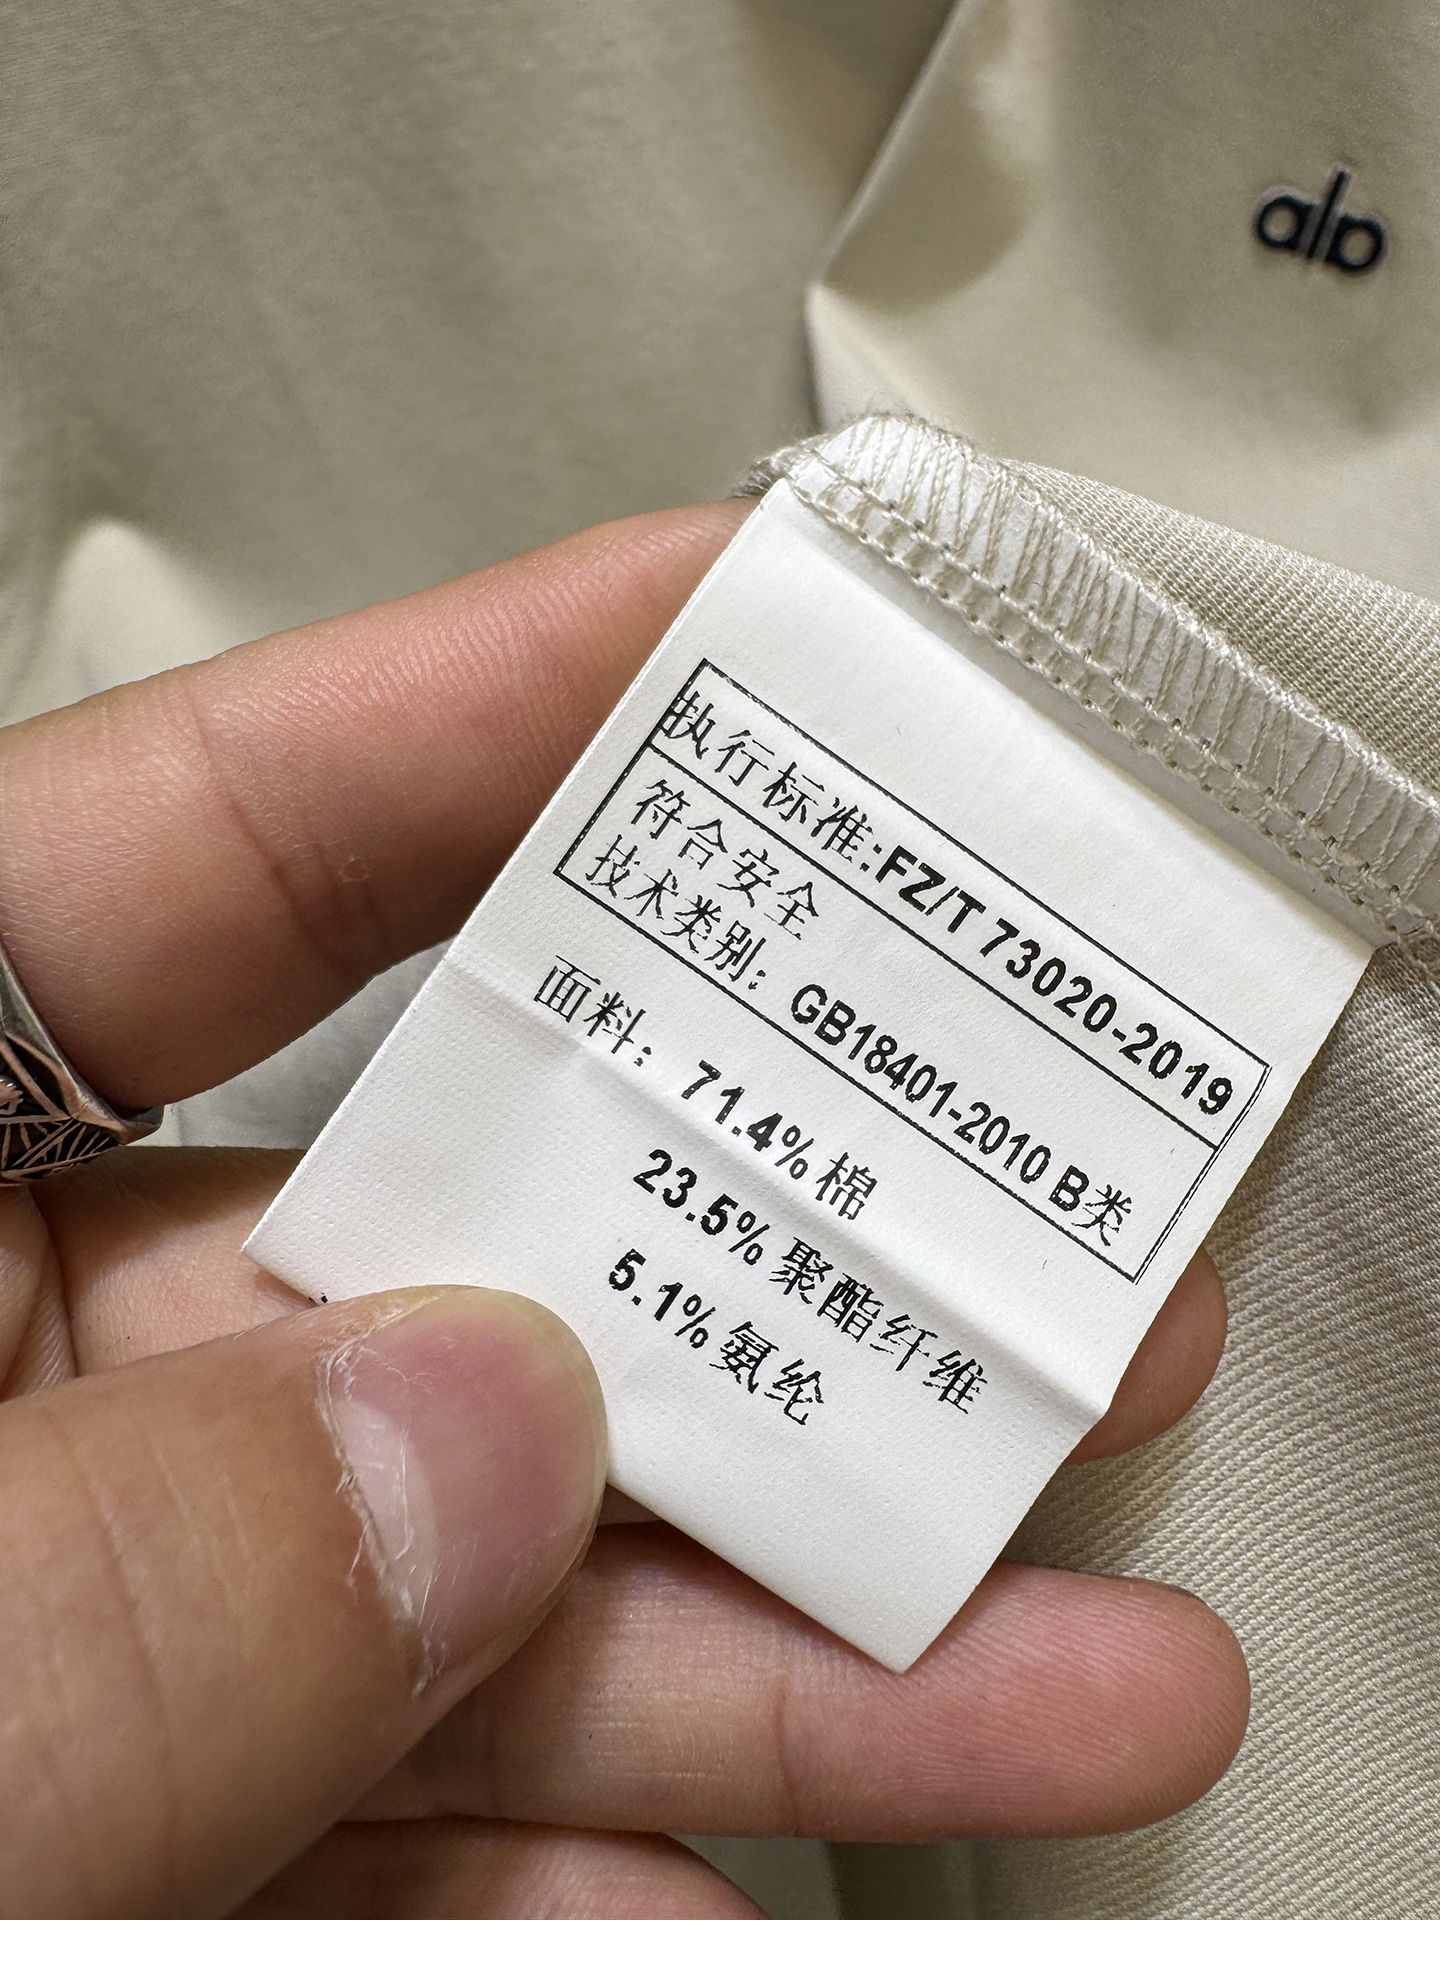 alo
执行标准:FZ/T 73020-2019
符合安全
技术类别: GB18401-2010 B类
面料: 71.4%棉
23.5%聚酯纤维
5.1%氨纶